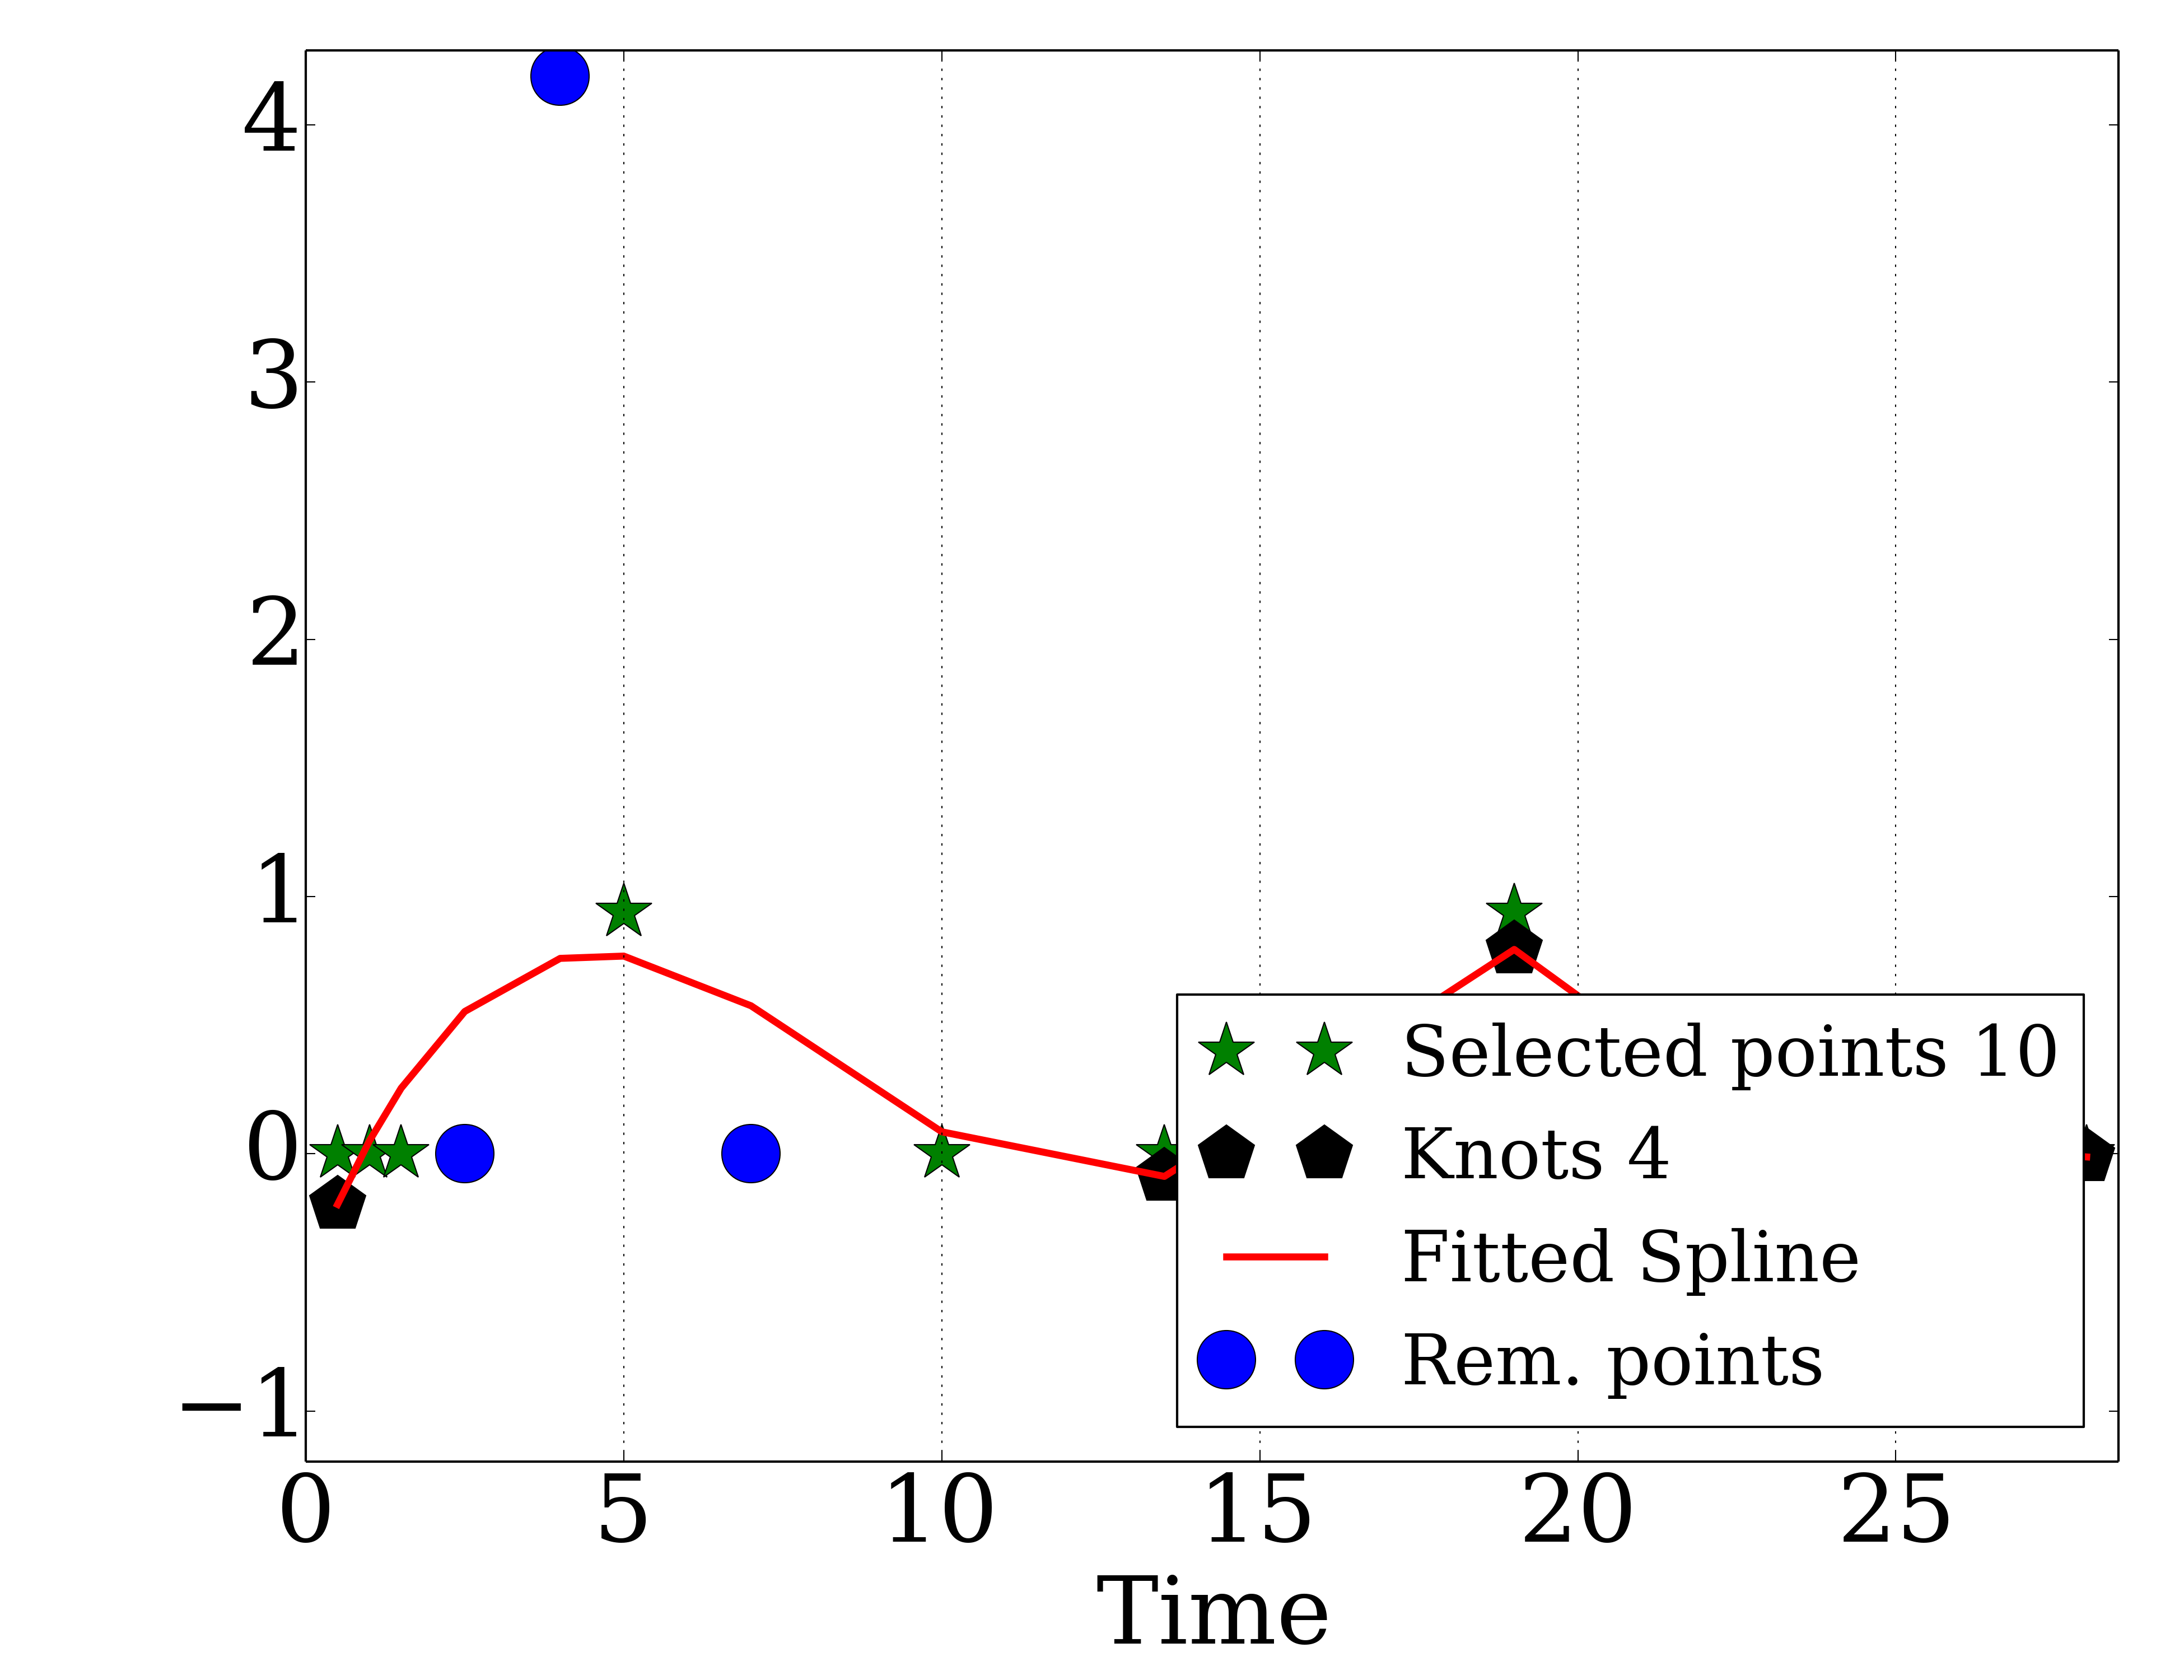 4
3
2
1
0
−1
Selected points 10
Knots 4
Fitted Spline
Rem. points
0 5 10 15 20 25
Time